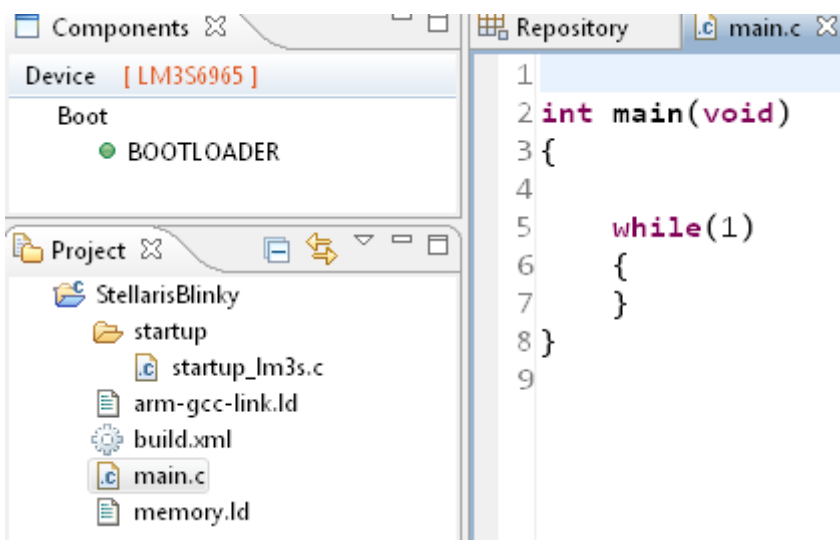 Components
Device [ LM3S6965 ]
Boot
BOOTLOADER
Project
StellarisBlinky
startup
.c startup_lm3s.c
arm-gcc-link.ld
build.xml
.c main.c
memory.ld
Repository
.c main.c
1
2 int main(void)
3 {
4
5 while(1)
6 {
7 }
8 }
9